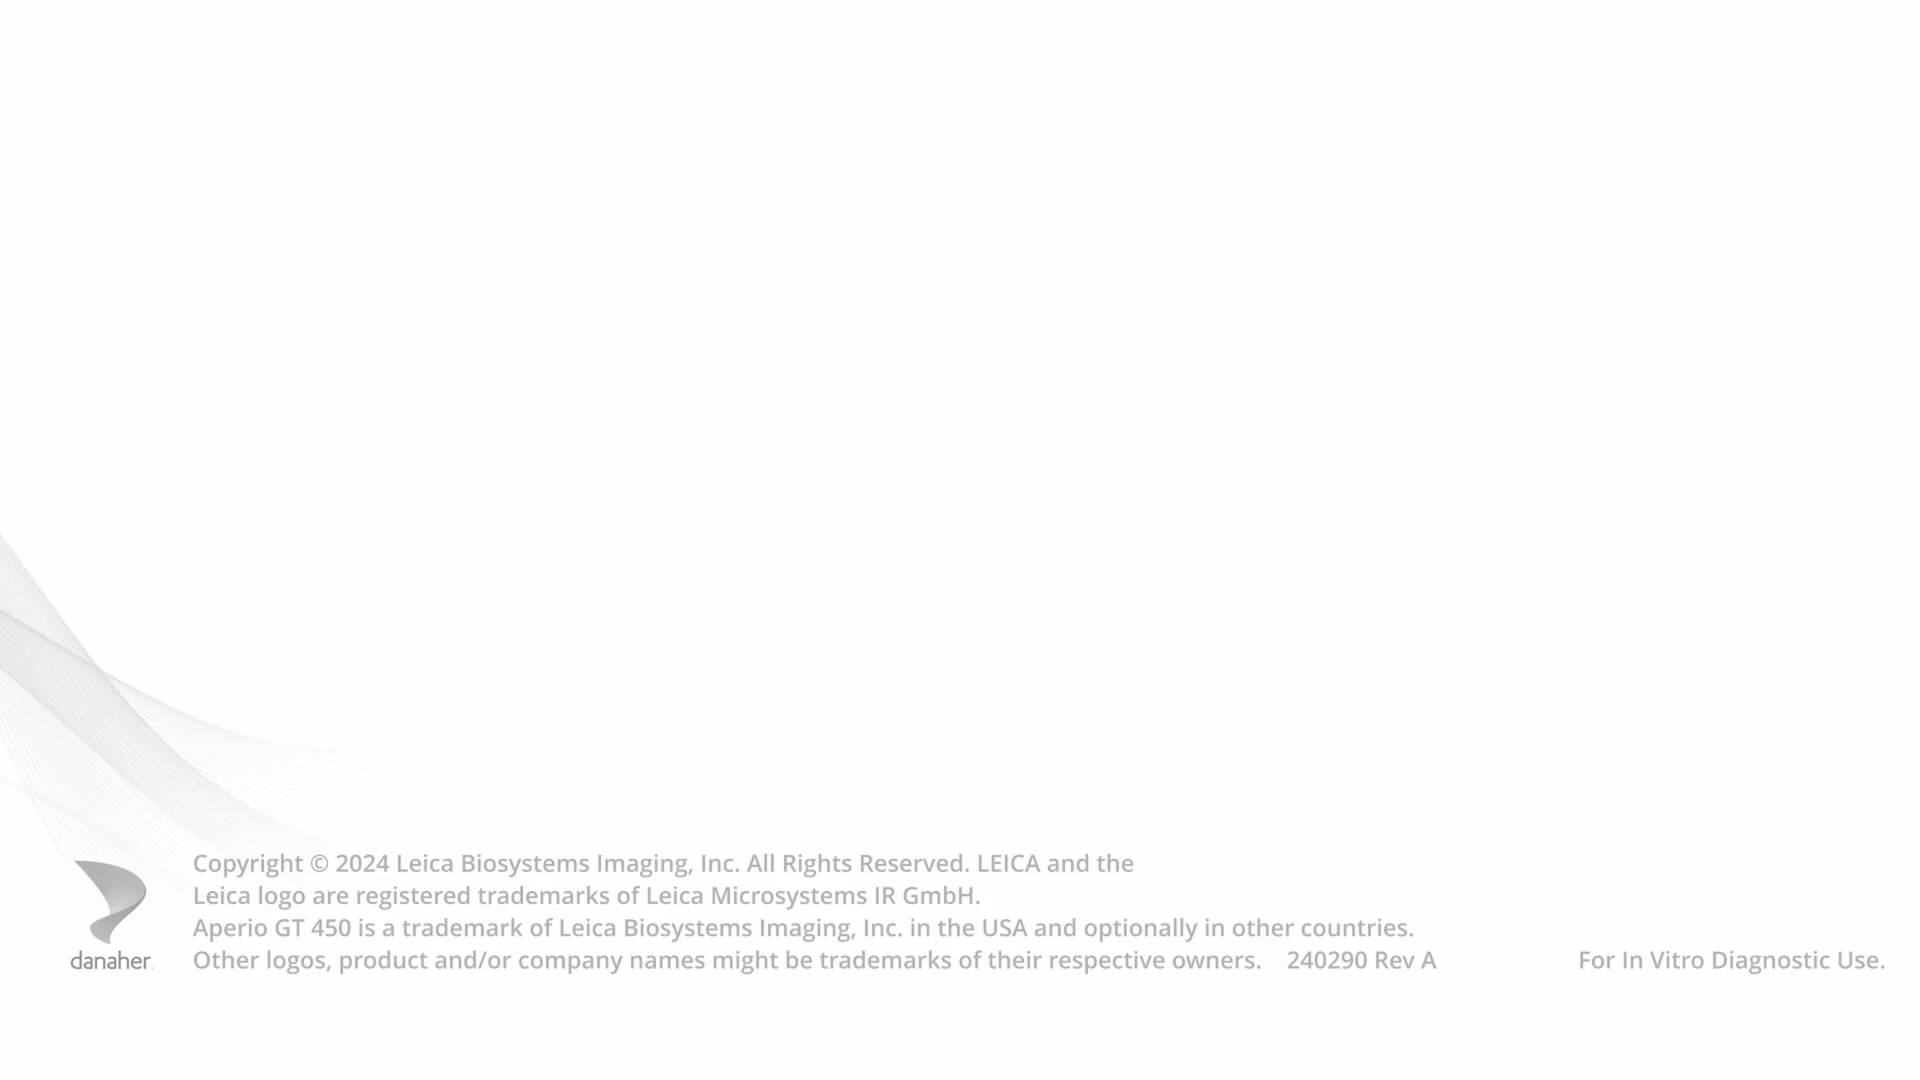 Copyright © 2024 Leica Biosystems Imaging, Inc. All Rights Reserved. LEICA and the
Leica logo are registered trademarks of Leica Microsystems IR GmbH.
Aperio GT 450 is a trademark of Leica Biosystems Imaging, Inc. in the USA and optionally in other countries.
Other logos, product and/or company names might be trademarks of their respective owners. 240290 Rev A
For In Vitro Diagnostic Use.
danaher.